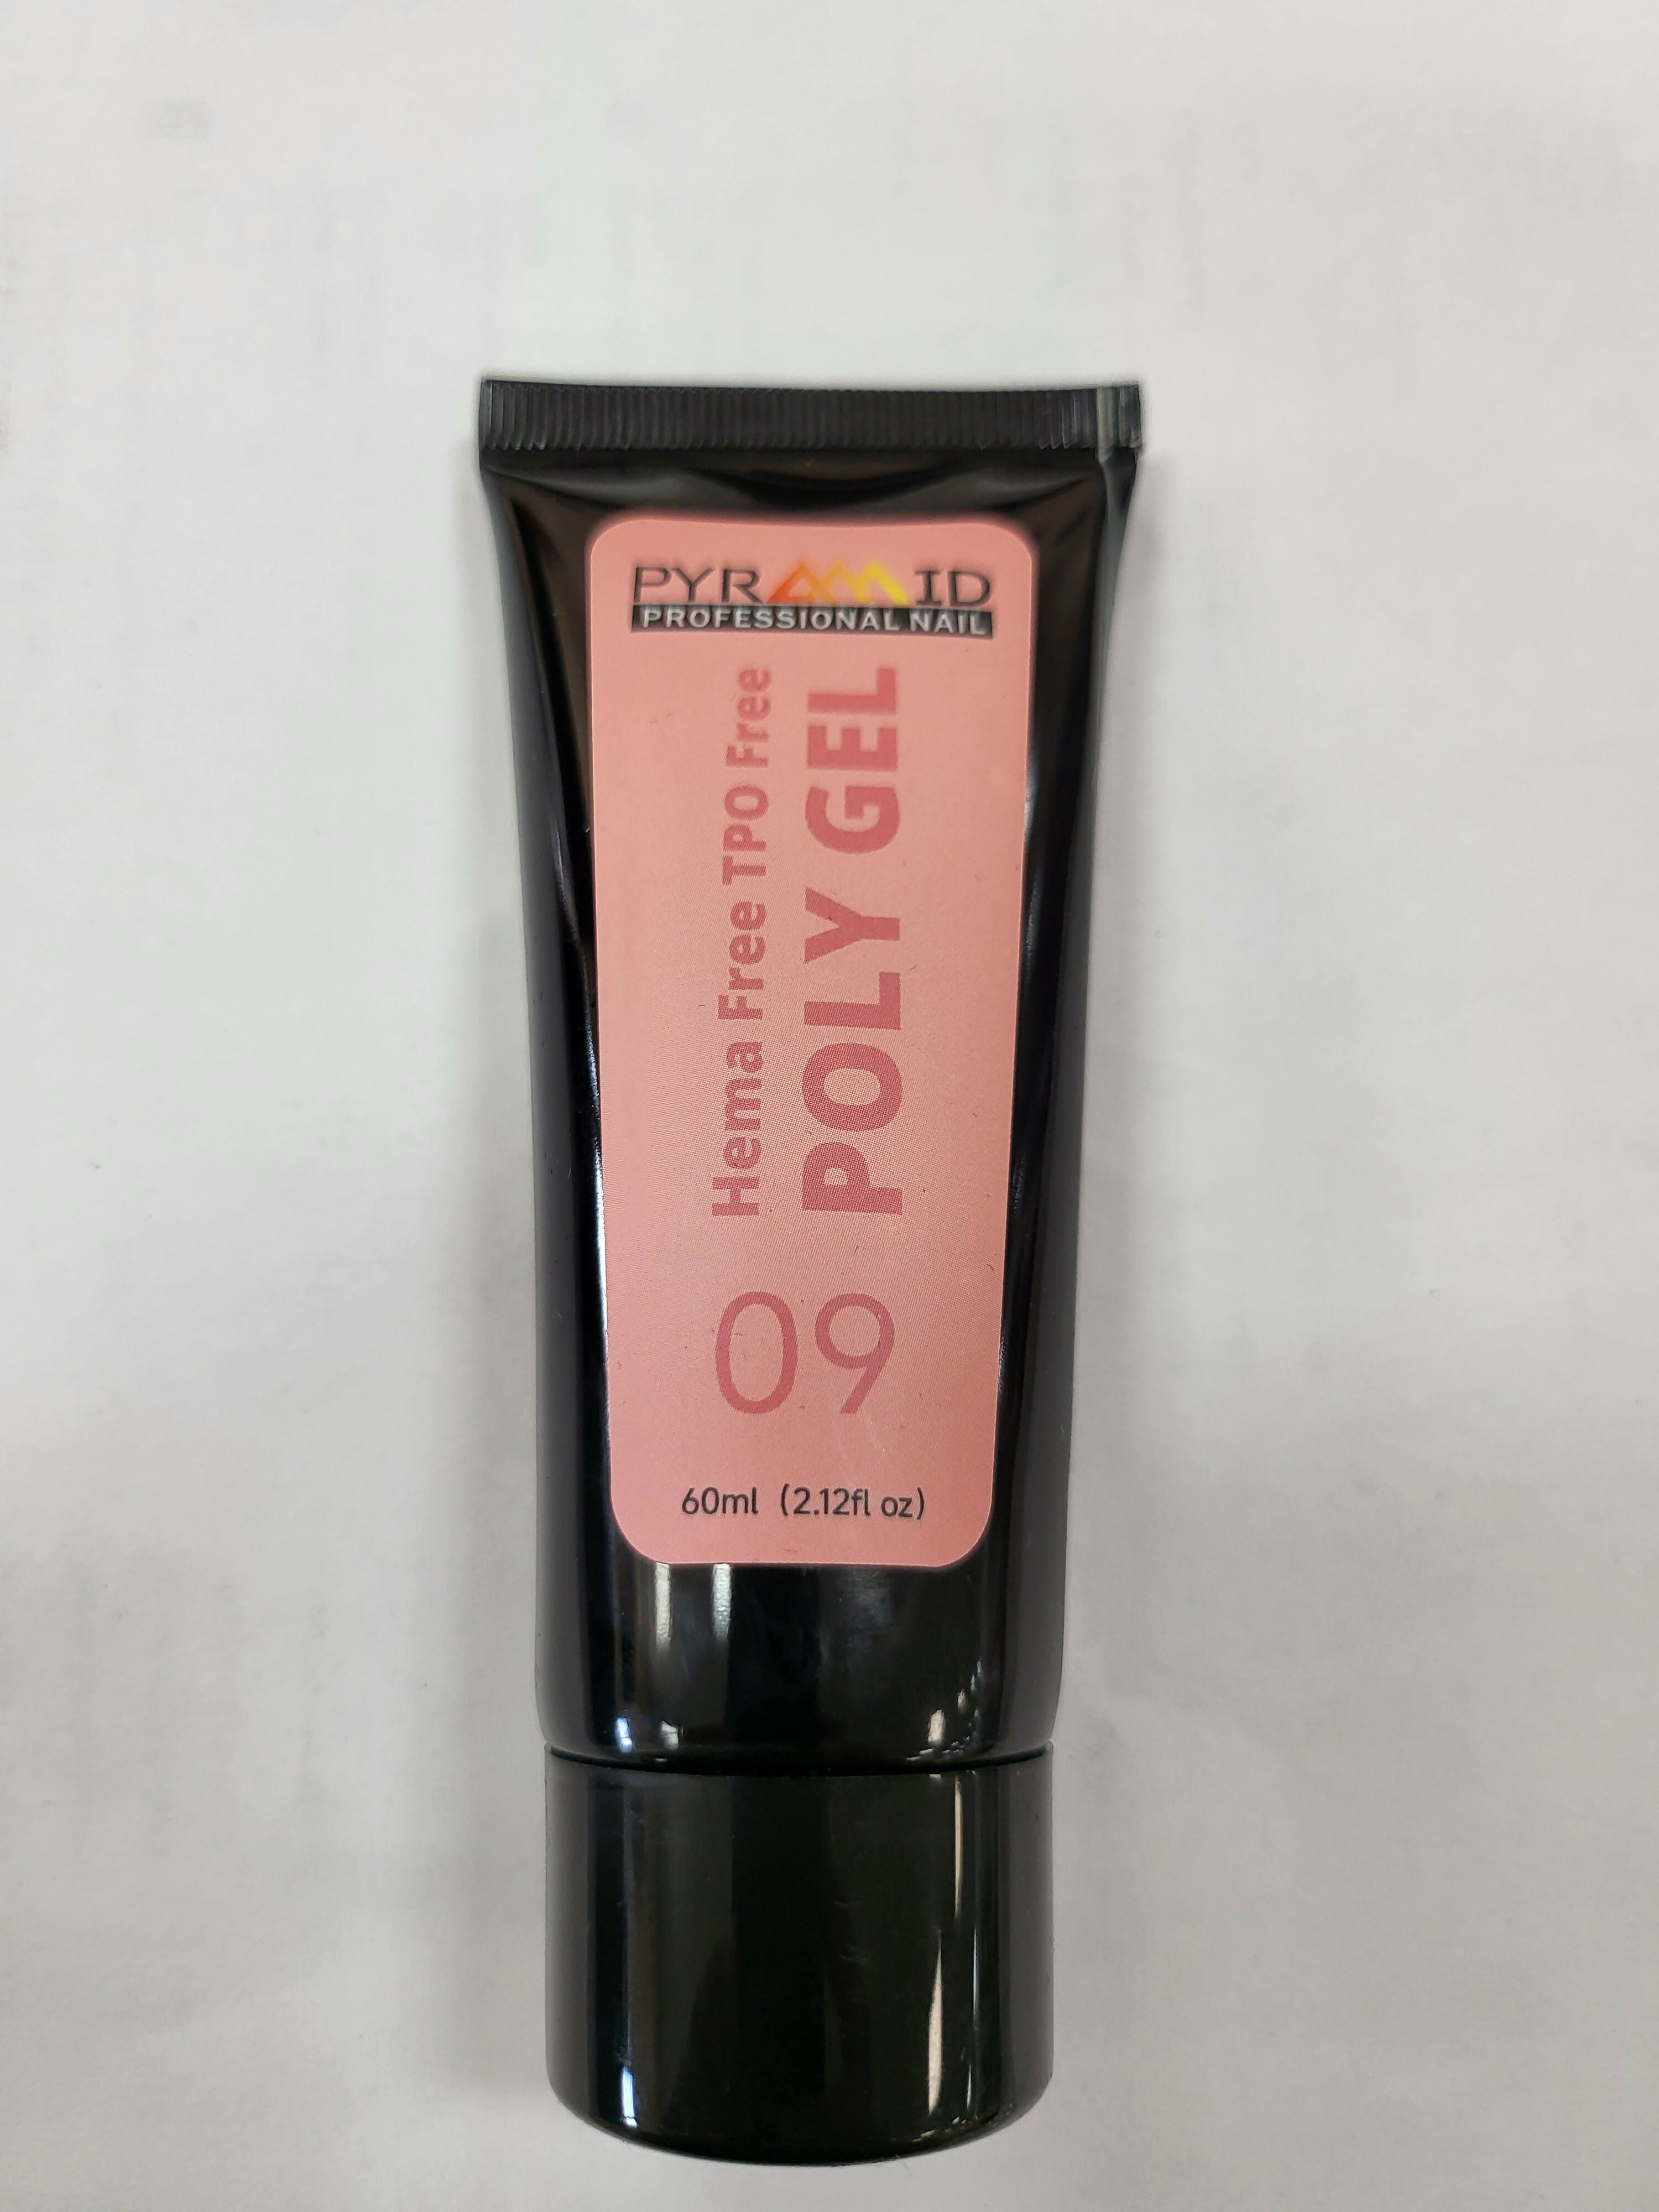 PYRAMID
PROFESSIONAL NAIL
Hema Free TPO Free
POLY GEL
09
60ml (2.12fl oz)